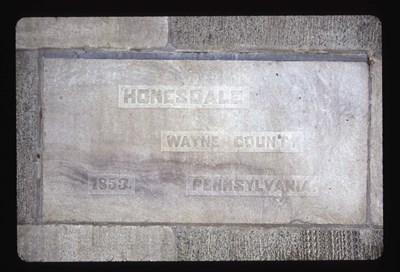 HONESDALE
WAYNE COUNTY
1853. PENNSYLVANIA.